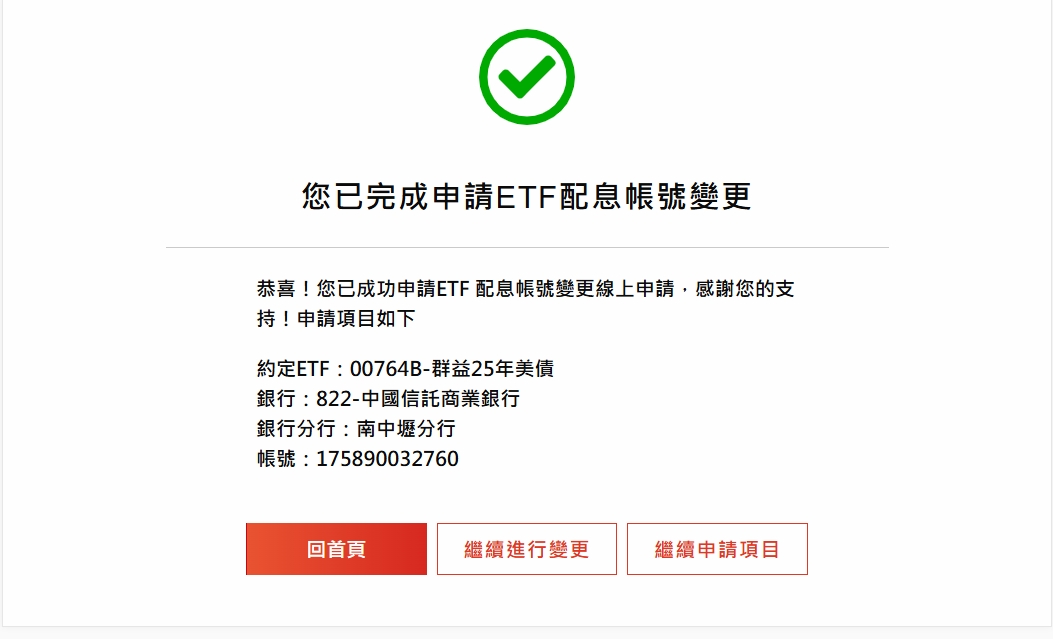 您已完成申請ETF配息帳號變更
恭喜！您已成功申請ETF 配息帳號變更線上申請，感謝您的支
持！申請項目如下
約定ETF：00764B-群益25年美債
銀行：822-中國信託商業銀行
銀行分行：南中壢分行
帳號：175890032760
回首頁
繼續進行變更
繼續申請項目